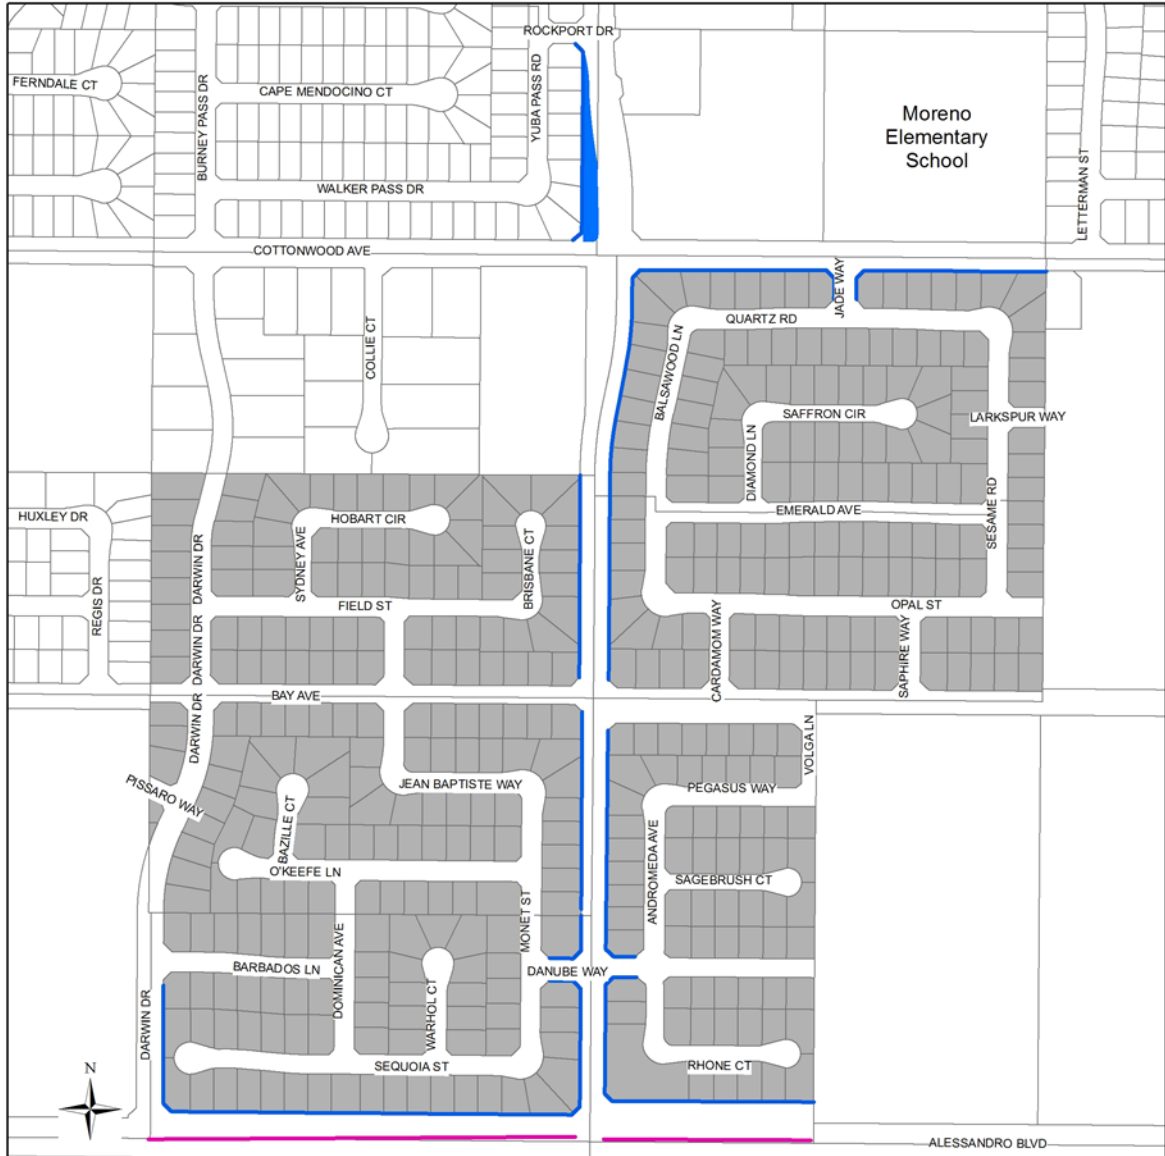 ROCKPORT DR
FERNDALE CT
BURNEY PASS DR
CAPE MENDOCINO CT
YUBA PASS RD
Moreno
Elementary
School
LETTERMAN ST
WALKER PASS DR
COTTONWOOD AVE
JADE WAY
QUARTZ RD
COLLIE CT
BALSAWOOD LN
SAFFRON CIR
LARKSPUR WAY
DIAMOND LN
HUXLEY DR
HOBART CIR
EMERALD AVE
SESAME RD
SYDNEY AVE
DARWIN DR
BRISBANE CT
REGIS DR
FIELD ST
OPAL ST
DARWIN DR
CARDAMOM WAY
SAPHIRE WAY
BAY AVE
DARWIN DR
VOLGA LN
PISSARO WAY
JEAN BAPTISTE WAY
PEGASUS WAY
BAZILLE CT
O'KEEFE LN
ANDROMEDA AVE
SAGEBRUSH CT
MONET ST
BARBADOS LN
DOMINICAN AVE
WARHOL CT
DANUBE WAY
DARWIN DR
SEQUOIA ST
RHONE CT
N
ALESSANDRO BLVD